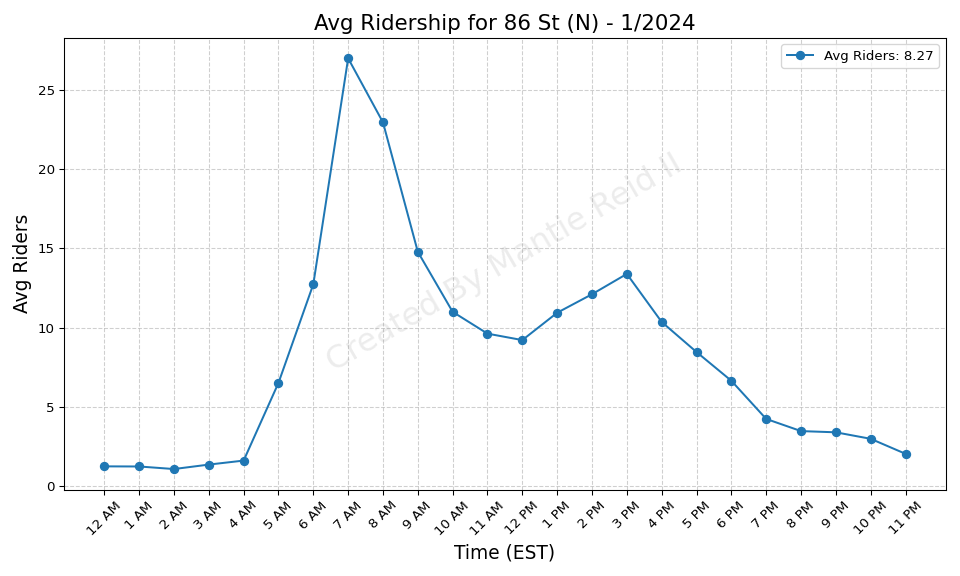 Avg Ridership for 86 St (N) - 1/2024
Avg Riders: 8.27
Avg Riders
25
20
15
10
5
0
Created By Mantie Reid II
12 AM
1 AM
2 AM
3 AM
4 AM
5 AM
6 AM
7 AM
8 AM
9 AM
10 AM
11 AM
12 PM
1 PM
2 PM
3 PM
4 PM
5 PM
6 PM
7 PM
8 PM
9 PM
10 PM
11 PM
Time (EST)